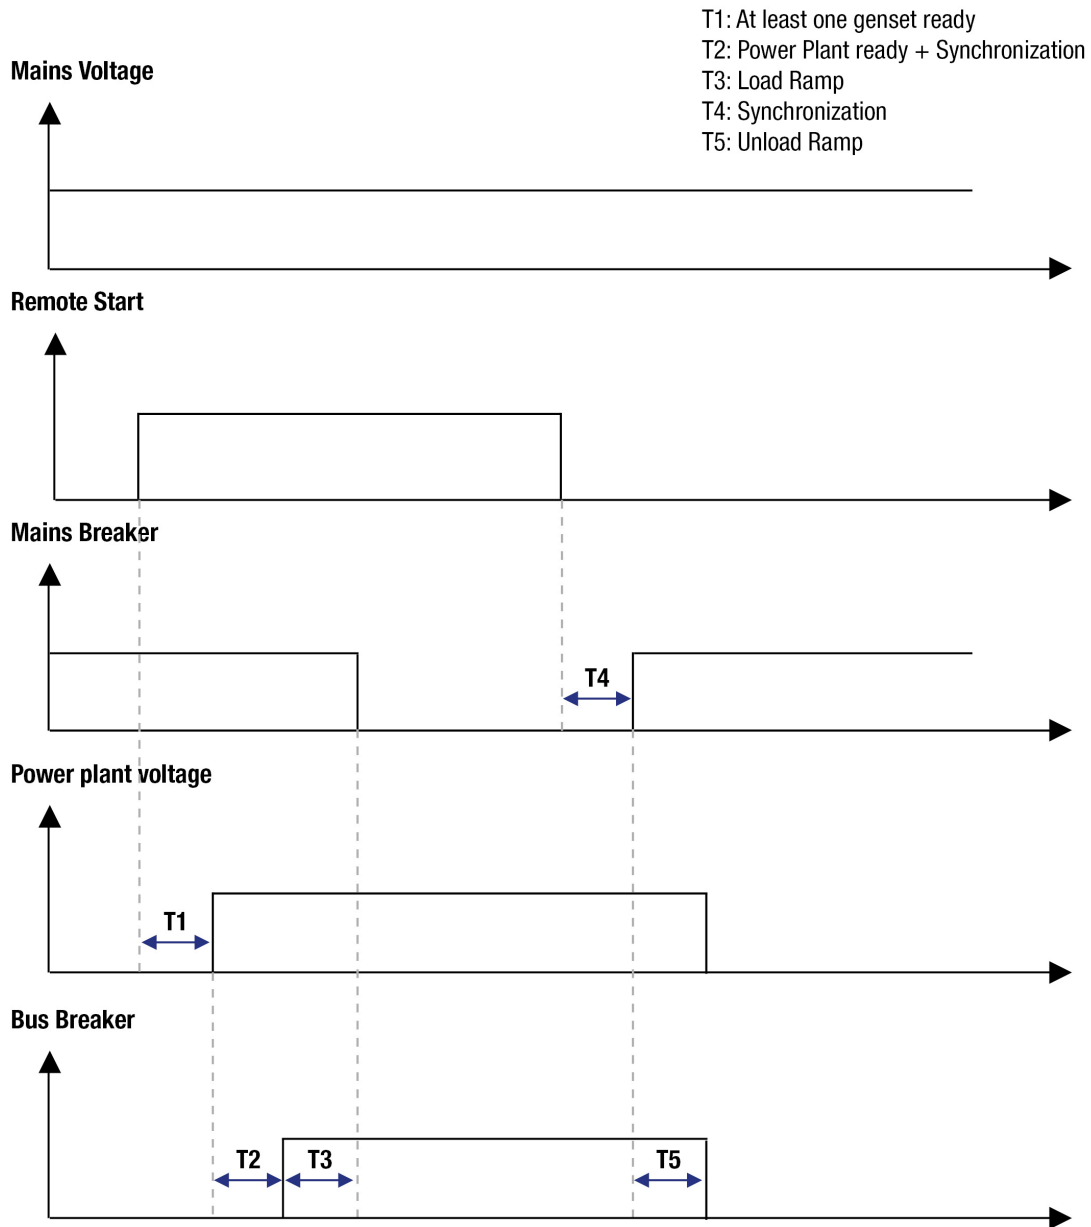 T1: At least one genset ready
T2: Power Plant ready + Synchronization
T3: Load Ramp
T4: Synchronization
T5: Unload Ramp
Mains Voltage
Remote Start
Mains Breaker
T4
Power plant voltage
T1
Bus Breaker
T2 T3 T5